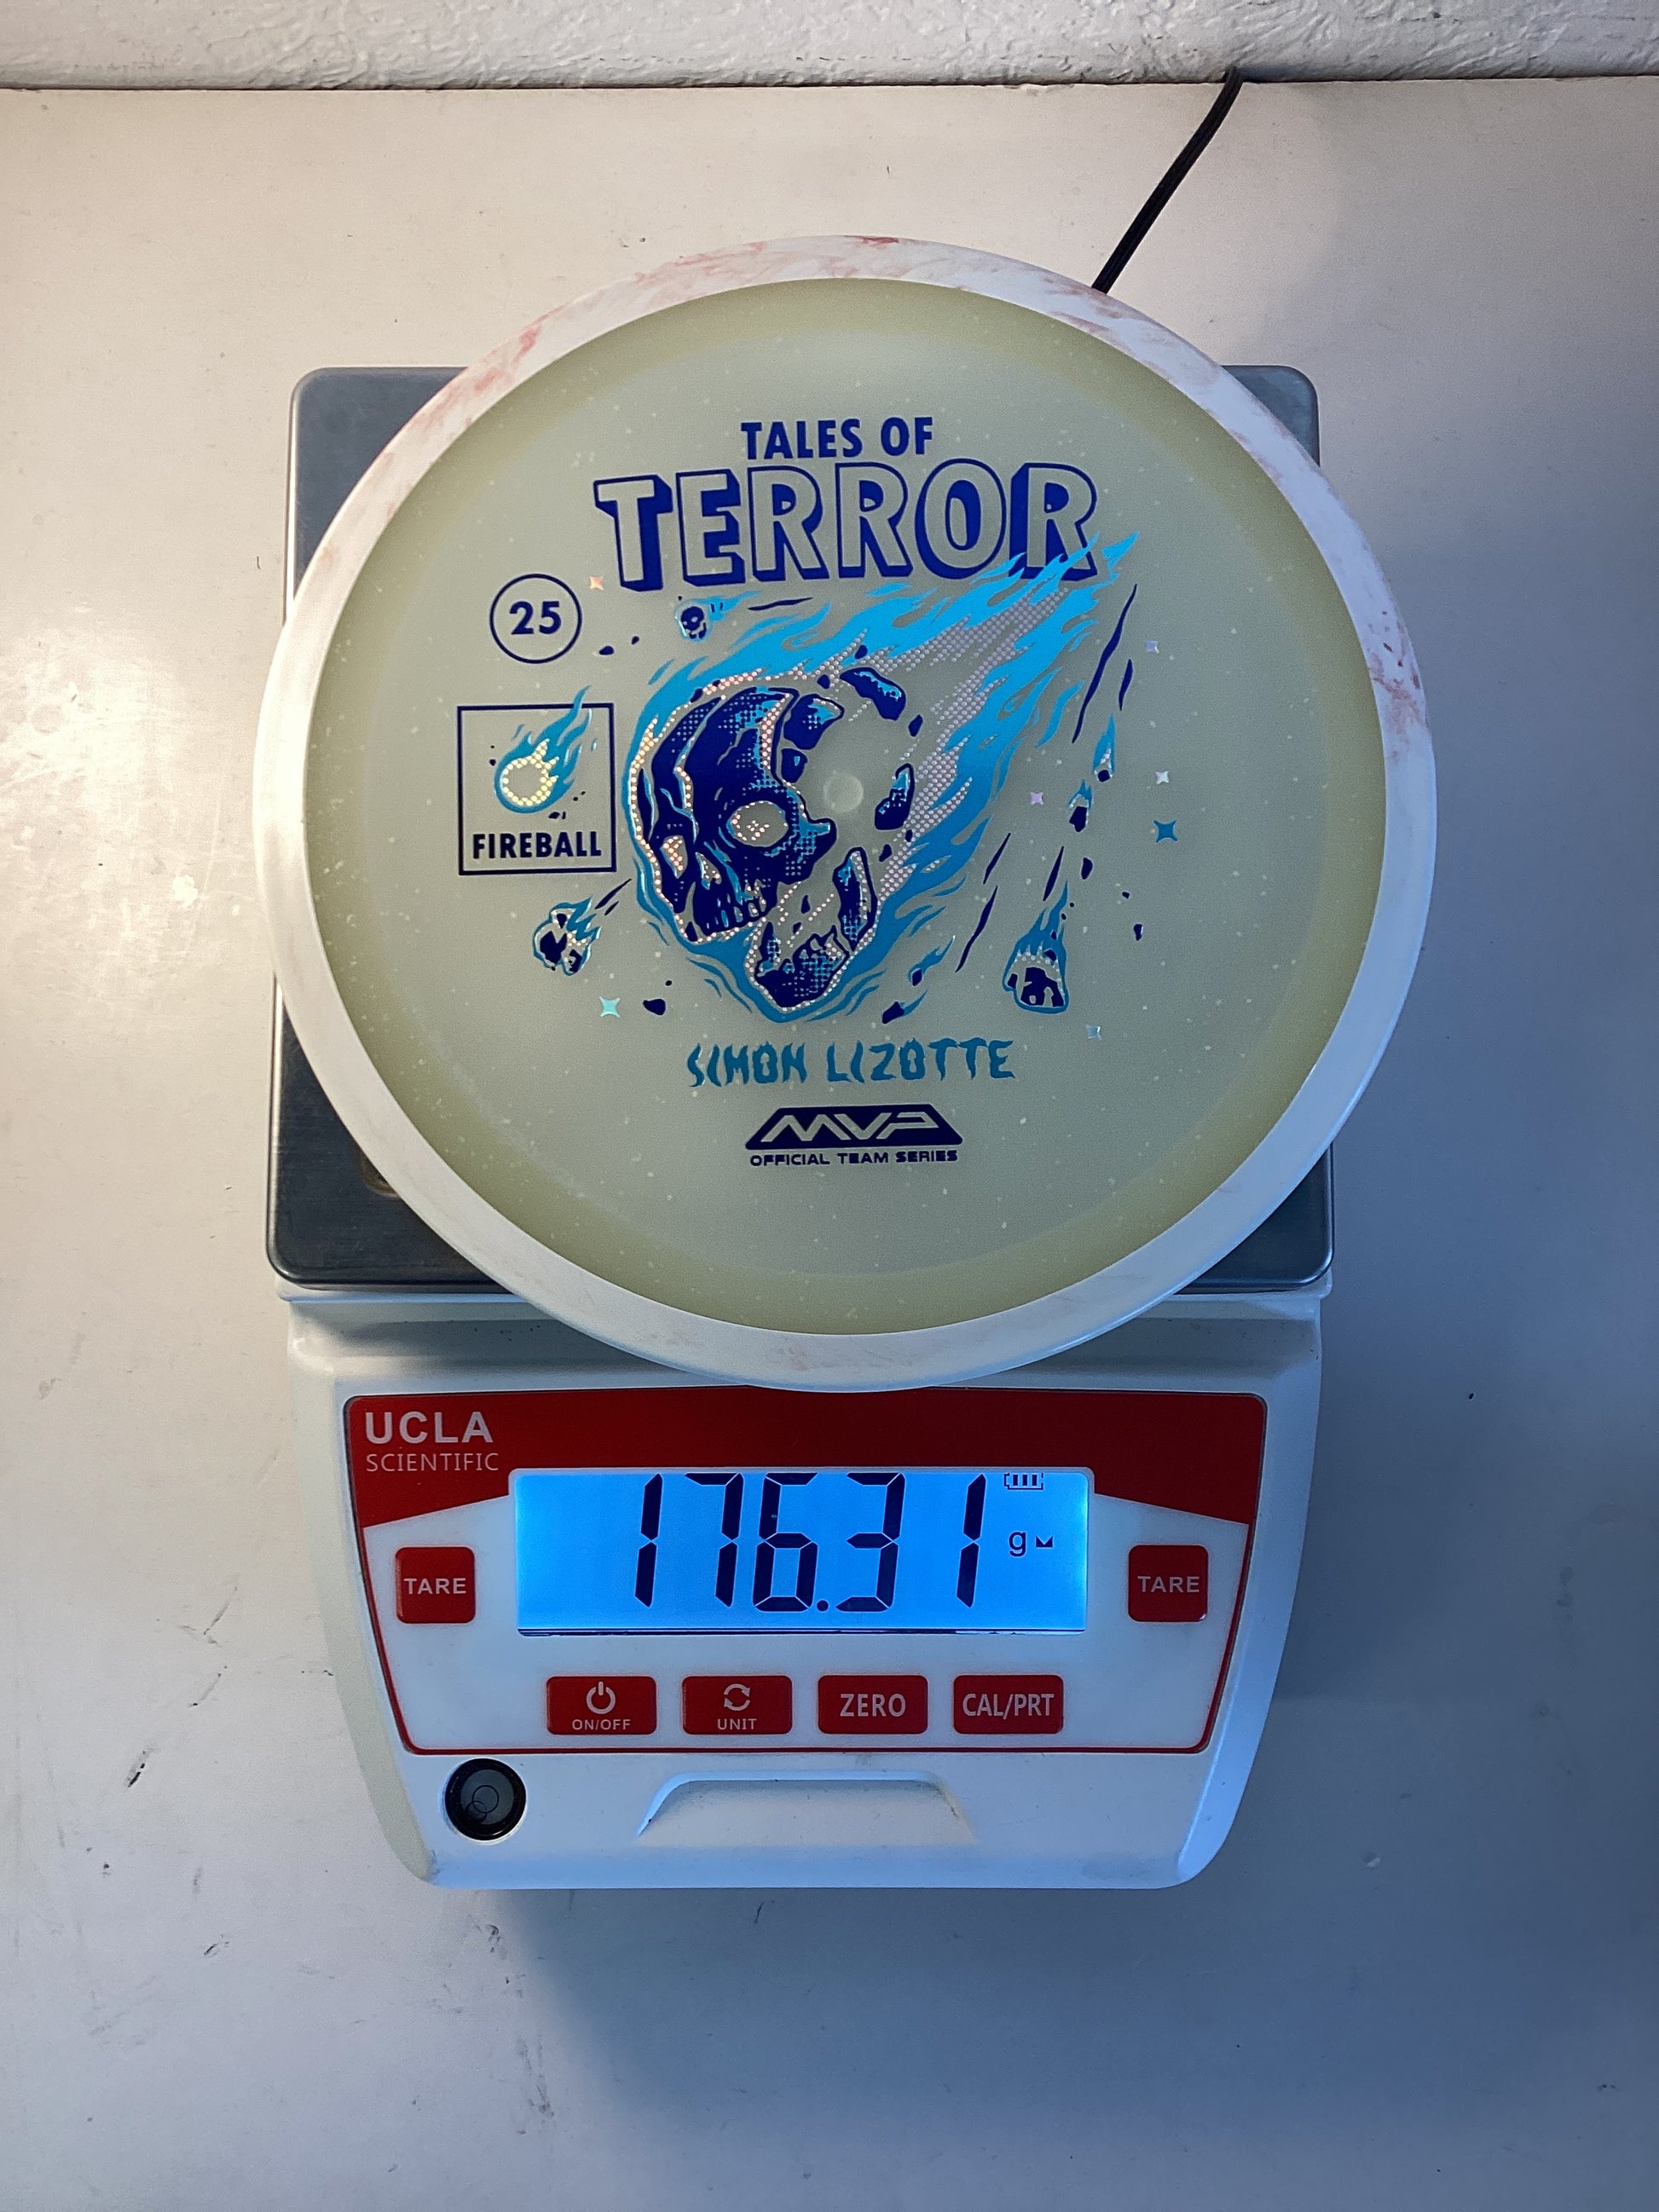 TALES OF
TERROR
25
FIREBALL
SIMON LIZOTTE
MVP
OFFICIAL TEAM SERIES
UCLA
SCIENTIFIC
176.31
g
TARE
TARE
ON/OFF
UNIT
ZERO
CAL/PRT